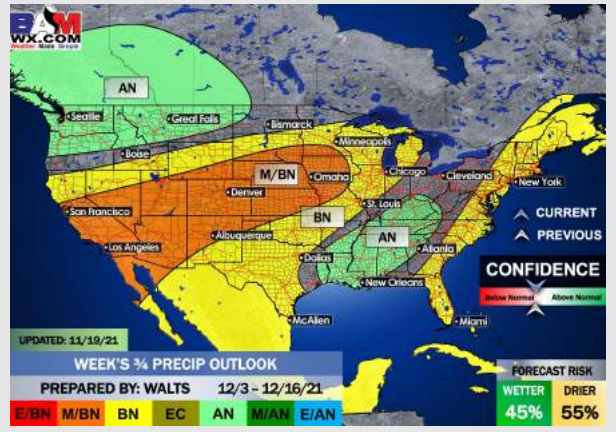 BAM
WX.COM
Weather Made Simple
AN
Seattle
Great Falls
Bismarck
Boise
Minneapolis
M/BN
Omaha
Chicago
Cleveland
New York
Denver
San Francisco
St. Louis
BN
CURRENT
PREVIOUS
Los Angeles
Albuquerque
AN
Atlanta
Dallas
New Orleans
CONFIDENCE
Below Normal
Above Normal
McAllen
Miami
UPDATED: 11/19/21
WEEK'S ¾ PRECIP OUTLOOK
PREPARED BY: WALTS 12/3 - 12/16/21
E/BN M/BN BN EC AN M/AN E/AN
FORECAST RISK
WETTER DRIER
45% 55%